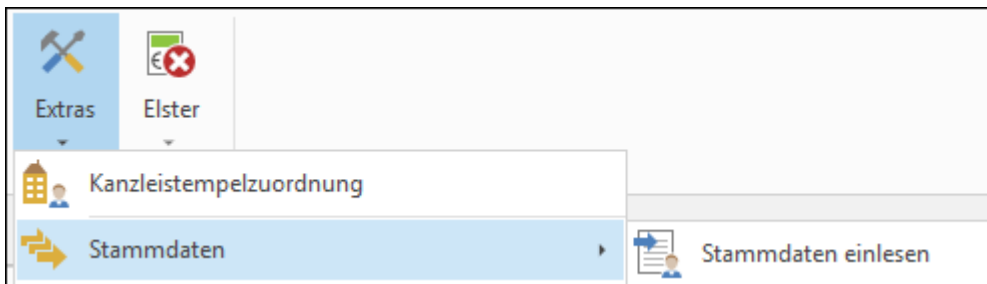 Extras
Elster
Kanzleistempelzuordnung
Stammdaten
Stammdaten einlesen